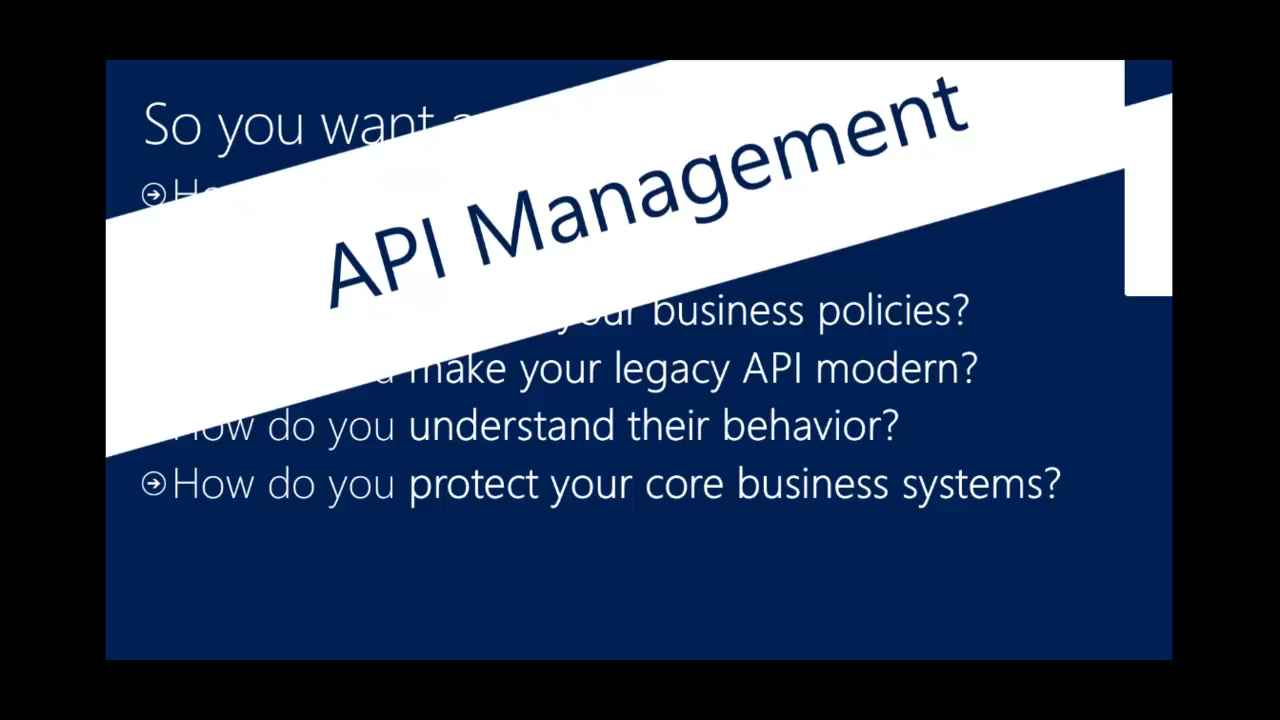 So you want a
API Management
your business policies?
make your legacy API modern?
How do you understand their behavior?
How do you protect your core business systems?